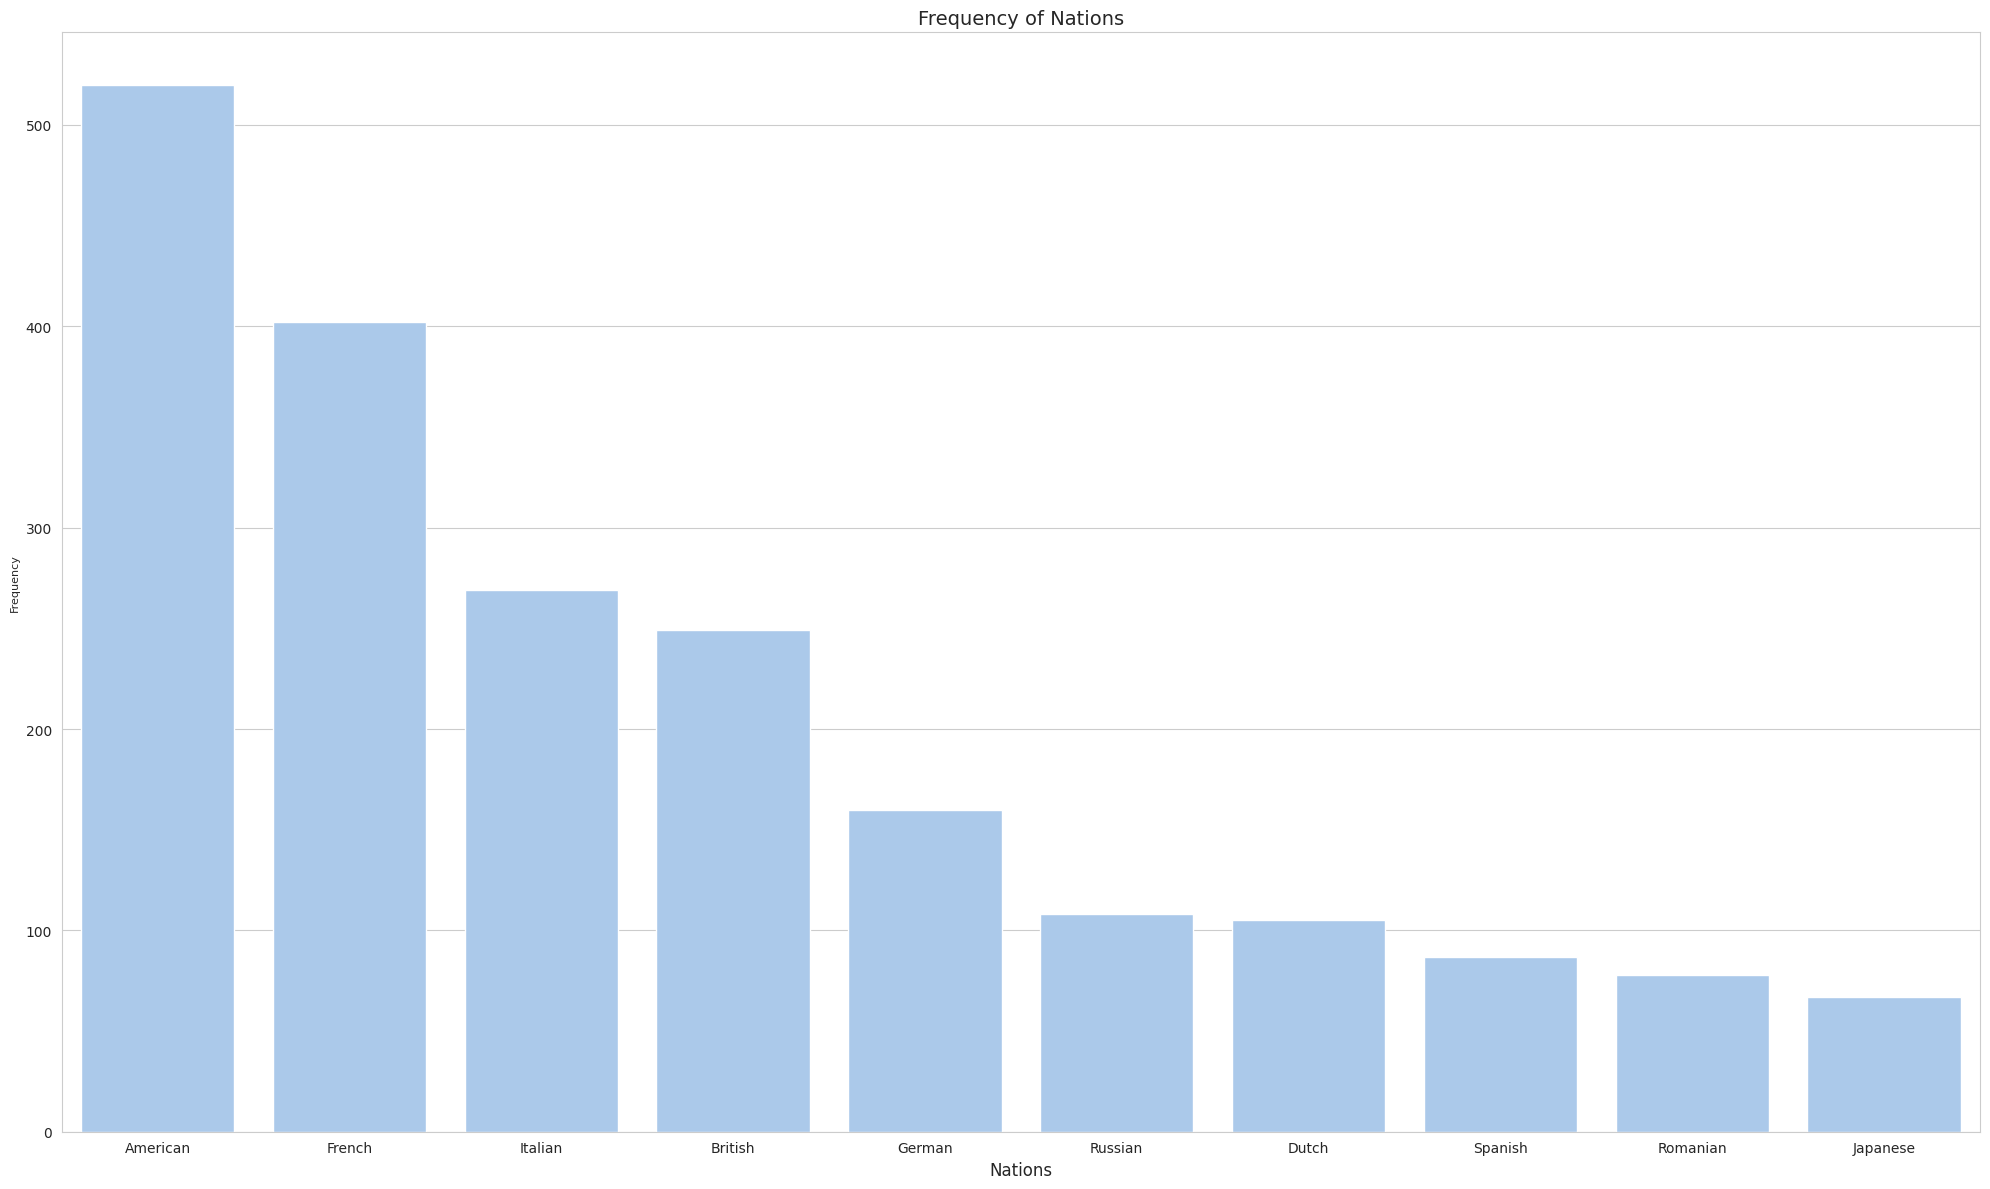 Frequency of Nations
500
400
300
200
100
0
Frequency
American French Italian British German Russian Dutch Spanish Romanian Japanese
Nations